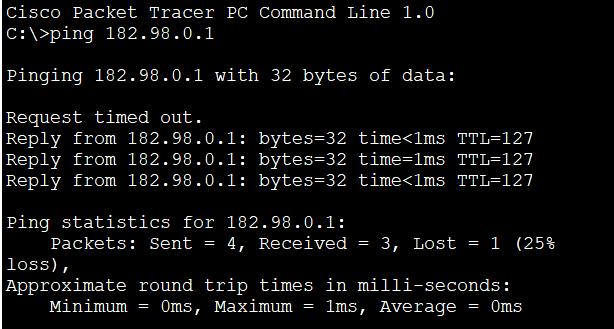 Cisco Packet Tracer PC Command Line 1.0
C:\>ping 182.98.0.1
Pinging 182.98.0.1 with 32 bytes of data:
Request timed out.
Reply from 182.98.0.1: bytes=32 time<1ms TTL=127
Reply from 182.98.0.1: bytes=32 time=1ms TTL=127
Reply from 182.98.0.1: bytes=32 time<1ms TTL=127
Ping statistics for 182.98.0.1:
Packets: Sent = 4, Received = 3, Lost = 1 (25%
loss),
Approximate round trip times in milli-seconds:
Minimum = 0ms, Maximum = 1ms, Average = 0ms